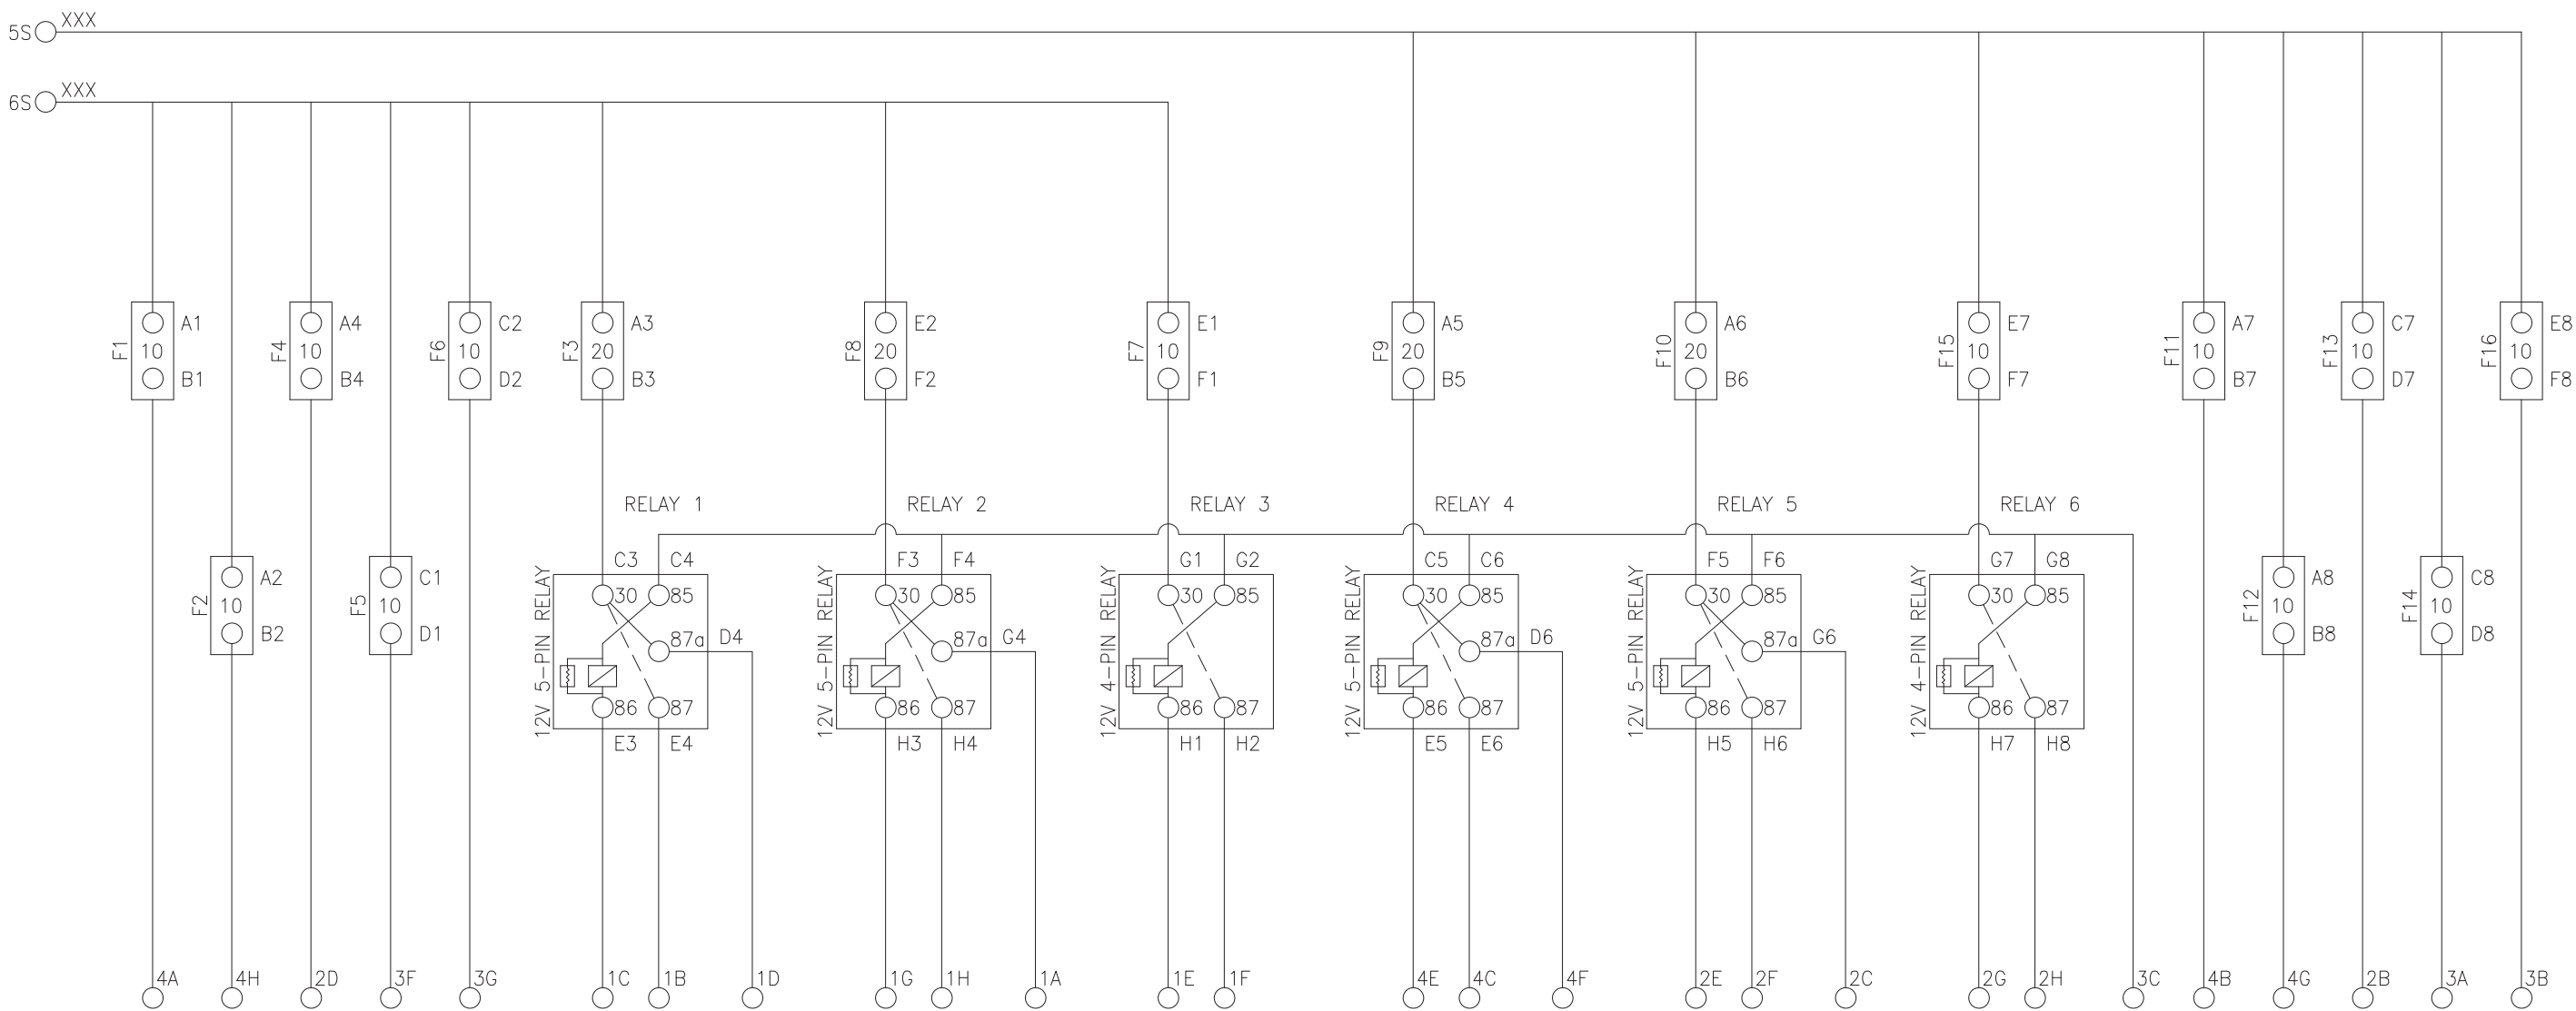 5S XXX
6S XXX
F1 10 A1 B1
F4 10 A4 B4
F6 10 C2 D2
F3 20 A3 B3
F8 20 E2 F2
F7 10 E1 F1
F9 20 A5 B5
F10 20 A6 B6
F15 10 E7 F7
F11 10 A7 B7
F13 10 C7 D7
F16 10 E8 F8
F2 10 A2 B2
F5 10 C1 D1
RELAY 1
12V 5-PIN RELAY
C3 C4
30 85
87a D4
86 87
E3 E4
RELAY 2
12V 5-PIN RELAY
F3 F4
30 85
87a G4
86 87
H3 H4
RELAY 3
12V 4-PIN RELAY
G1 G2
30 85
86 87
H1 H2
RELAY 4
12V 5-PIN RELAY
C5 C6
30 85
87a D6
86 87
E5 E6
RELAY 5
12V 5-PIN RELAY
F5 F6
30 85
87a G6
86 87
H5 H6
RELAY 6
12V 4-PIN RELAY
G7 G8
30 85
86 87
H7 H8
F12 10 A8 B8
F14 10 C8 D8
4A 4H 2D 3F 3G 1C 1B 1D 1G 1H 1A 1E 1F 4E 4C 4F 2E 2F 2C 2G 2H 3C 4B 4G 2B 3A 3B